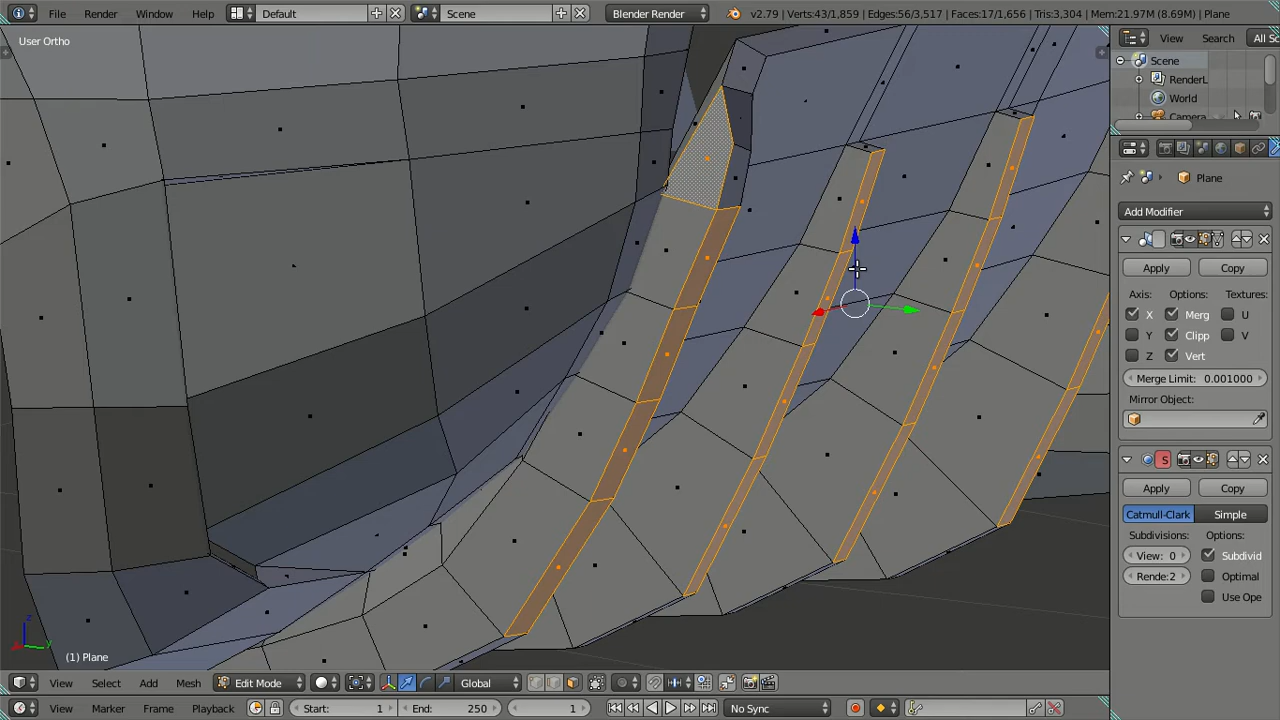 File Render Window Help Default Scene Blender Render v2.79 | Verts:43/1,859 | Edges:56/3,517 | Faces:17/1,656 | Tris:3,304 | Mem:21.97M (8.69M) | Plane
User Ortho
View Search All Sc
Scene
RenderL
World
Camera
Plane
Add Modifier
Apply Copy
Axis: Options: Textures:
X Merg U
Y Clipp V
Z Vert
Merge Limit: 0.001000
Mirror Object:
S
Apply Copy
Catmull-Clark Simple
Subdivisions: Options:
View: 0 Subdivid
Rende:2 Optimal
Use Ope
z
y
(1) Plane
View Select Add Mesh Edit Mode Global
View Marker Frame Playback Start: 1 End: 250 1 No Sync